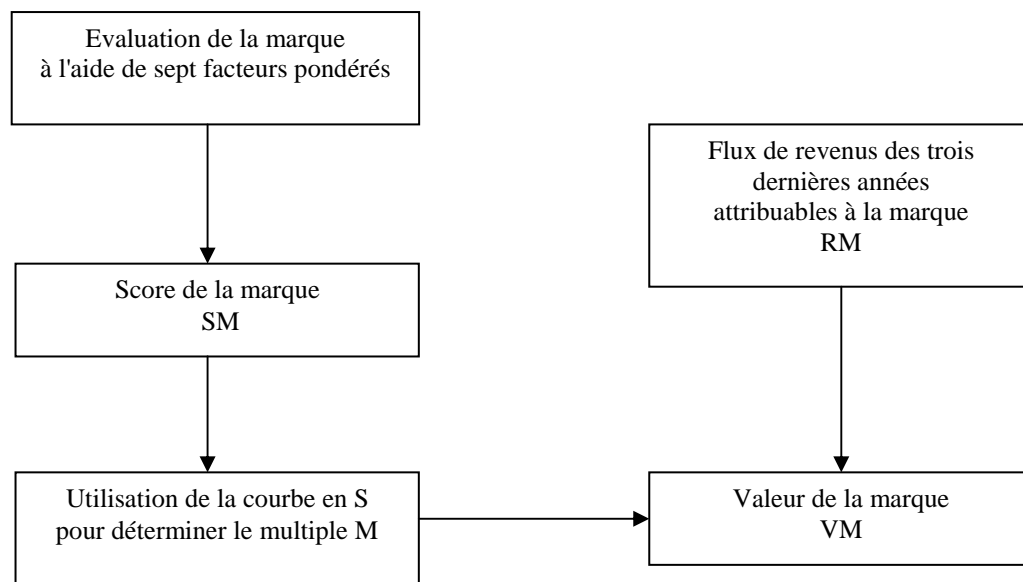 Evaluation de la marque
à l'aide de sept facteurs pondérés
Flux de revenus des trois
dernières années
attribuables à la marque
RM
Score de la marque
SM
Utilisation de la courbe en S
pour déterminer le multiple M
Valeur de la marque
VM